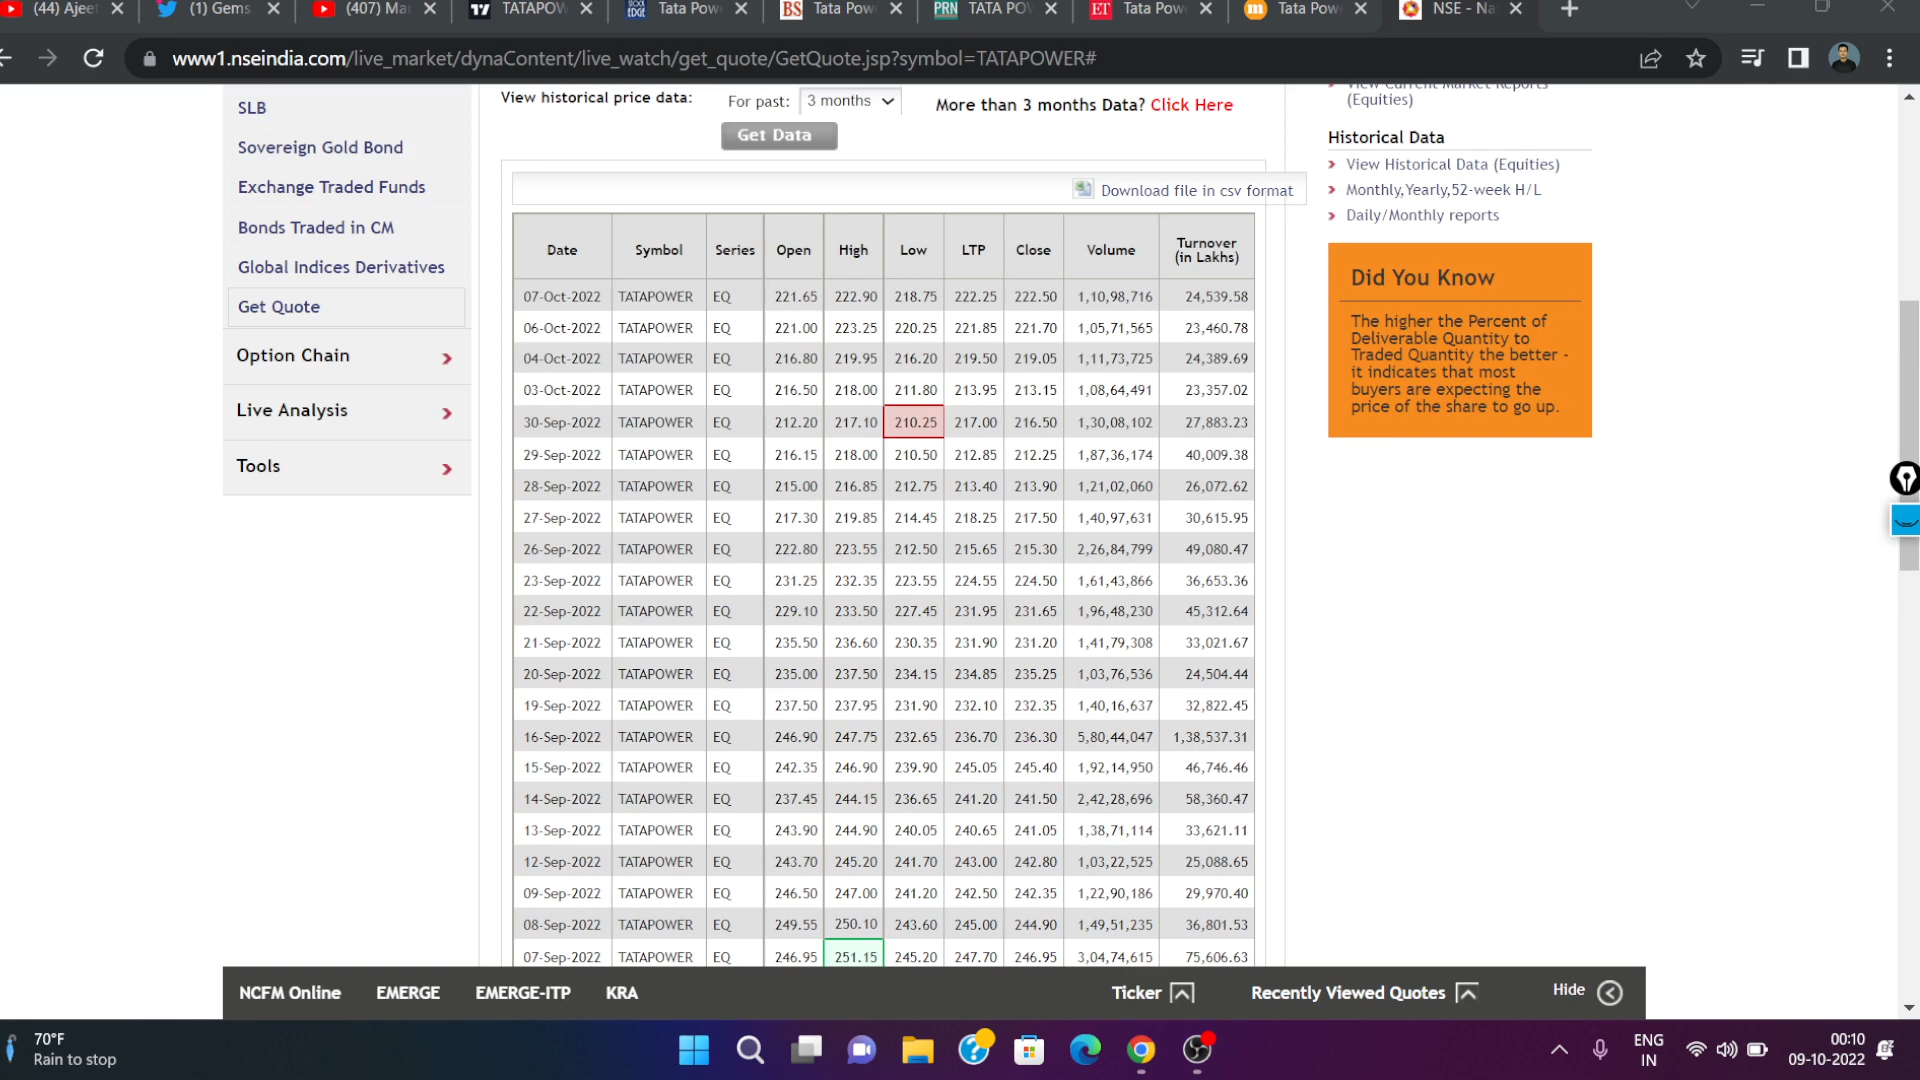 (44) Ajeet
(1) Gems
(407) Ma
TATAPOW
STOCK EDGE
Tata Pow
BS
Tata Pow
PRN
TATA POV
ET
Tata Pow
m
Tata Pow
NSE - Na
www1.nseindia.com/live_market/dynaContent/live_watch/get_quote/GetQuote.jsp?symbol=TATAPOWER#
SLB
Sovereign Gold Bond
Exchange Traded Funds
Bonds Traded in CM
Global Indices Derivatives
Get Quote
Option Chain
Live Analysis
Tools
View historical price data:
For past: 3 months
More than 3 months Data? Click Here
Get Data
Download file in csv format
Date Symbol Series Open High Low LTP Close Volume Turnover (in Lakhs)
07-Oct-2022 TATAPOWER EQ 221.65 222.90 218.75 222.25 222.50 1,10,98,716 24,539.58
06-Oct-2022 TATAPOWER EQ 221.00 223.25 220.25 221.85 221.70 1,05,71,565 23,460.78
04-Oct-2022 TATAPOWER EQ 216.80 219.95 216.20 219.50 219.05 1,11,73,725 24,389.69
03-Oct-2022 TATAPOWER EQ 216.50 218.00 211.80 213.95 213.15 1,08,64,491 23,357.02
30-Sep-2022 TATAPOWER EQ 212.20 217.10 210.25 217.00 216.50 1,30,08,102 27,883.23
29-Sep-2022 TATAPOWER EQ 216.15 218.00 210.50 212.85 212.25 1,87,36,174 40,009.38
28-Sep-2022 TATAPOWER EQ 215.00 216.85 212.75 213.40 213.90 1,21,02,060 26,072.62
27-Sep-2022 TATAPOWER EQ 217.30 219.85 214.45 218.25 217.50 1,40,97,631 30,615.95
26-Sep-2022 TATAPOWER EQ 222.80 223.55 212.50 215.65 215.30 2,26,84,799 49,080.47
23-Sep-2022 TATAPOWER EQ 231.25 232.35 223.55 224.55 224.50 1,61,43,866 36,653.36
22-Sep-2022 TATAPOWER EQ 229.10 233.50 227.45 231.95 231.65 1,96,48,230 45,312.64
21-Sep-2022 TATAPOWER EQ 235.50 236.60 230.35 231.90 231.20 1,41,79,308 33,021.67
20-Sep-2022 TATAPOWER EQ 235.00 237.50 234.15 234.85 235.25 1,03,76,536 24,504.44
19-Sep-2022 TATAPOWER EQ 237.50 237.95 231.90 232.10 232.35 1,40,16,637 32,822.45
16-Sep-2022 TATAPOWER EQ 246.90 247.75 232.65 236.70 236.30 5,80,44,047 1,38,537.31
15-Sep-2022 TATAPOWER EQ 242.35 246.90 239.90 245.05 245.40 1,92,14,950 46,746.46
14-Sep-2022 TATAPOWER EQ 237.45 244.15 236.65 241.20 241.50 2,42,28,696 58,360.47
13-Sep-2022 TATAPOWER EQ 243.90 244.90 240.05 240.65 241.05 1,38,71,114 33,621.11
12-Sep-2022 TATAPOWER EQ 243.70 245.20 241.70 243.00 242.80 1,03,22,525 25,088.65
09-Sep-2022 TATAPOWER EQ 246.50 247.00 241.20 242.50 242.35 1,22,90,186 29,970.40
08-Sep-2022 TATAPOWER EQ 249.55 250.10 243.60 245.00 244.90 1,49,51,235 36,801.53
07-Sep-2022 TATAPOWER EQ 246.95 251.15 245.20 247.70 246.95 3,04,74,615 75,606.63
View Current Market Reports
(Equities)
Historical Data
View Historical Data (Equities)
Monthly,Yearly,52-week H/L
Daily/Monthly reports
Did You Know
The higher the Percent of
Deliverable Quantity to
Traded Quantity the better -
it indicates that most
buyers are expecting the
price of the share to go up.
NCFM Online
EMERGE
EMERGE-ITP
KRA
Ticker
Recently Viewed Quotes
Hide
70°F
Rain to stop
ENG
IN
00:10
09-10-2022